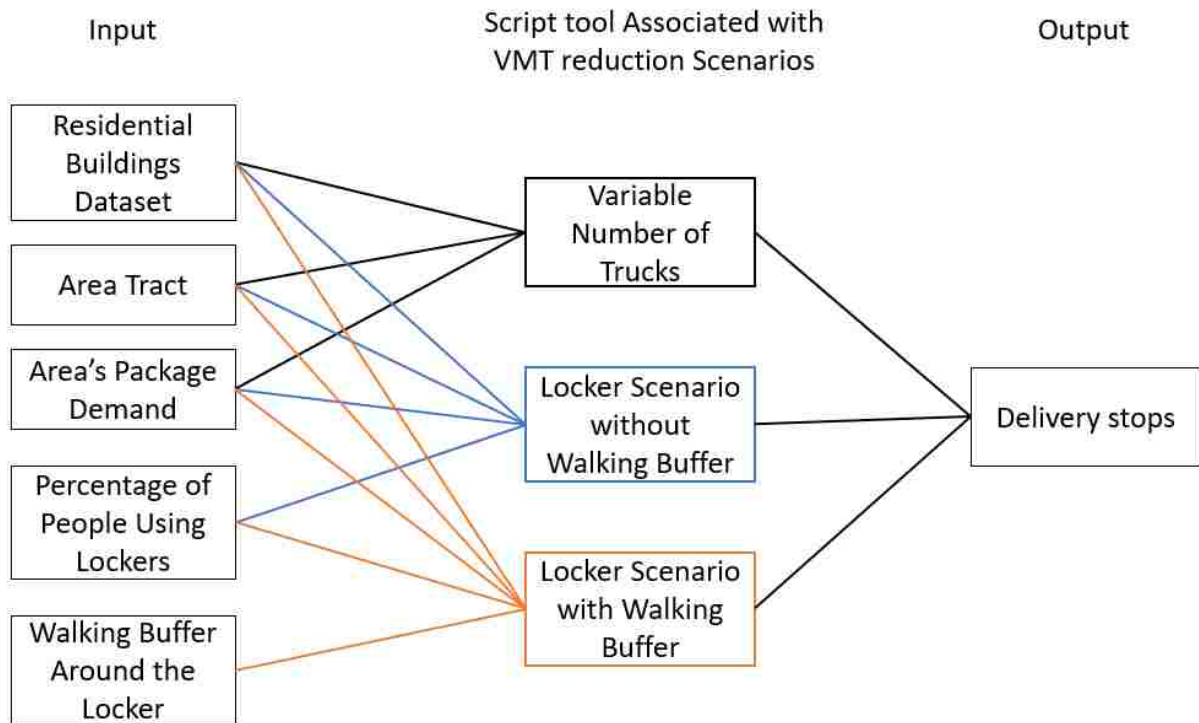 Input
Script tool Associated with
VMT reduction Scenarios
Output
Residential
Buildings
Dataset
Area Tract
Area’s Package
Demand
Percentage of
People Using
Lockers
Walking Buffer
Around the
Locker
Variable
Number of
Trucks
Locker Scenario
without
Walking Buffer
Locker Scenario
with Walking
Buffer
Delivery stops